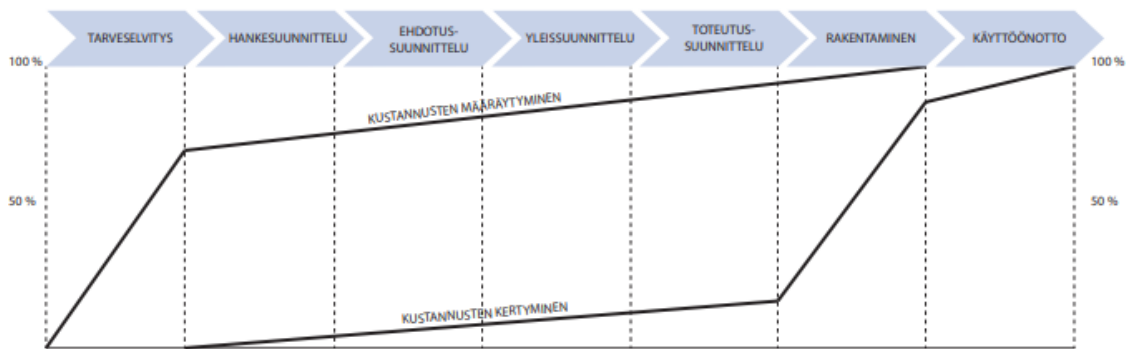 TARVESELVITYS
HANKESUUNNITTELU
EHDOTUS-
SUUNNITTELU
YLEISSUUNNITTELU
TOTEUTUS-
SUUNNITTELU
RAKENTAMINEN
KÄYTTÖÖNOTTO
100 %
100 %
KUSTANNUSTEN MÄÄRÄYTYMINEN
50 %
50 %
KUSTANNUSTEN KERTYMINEN